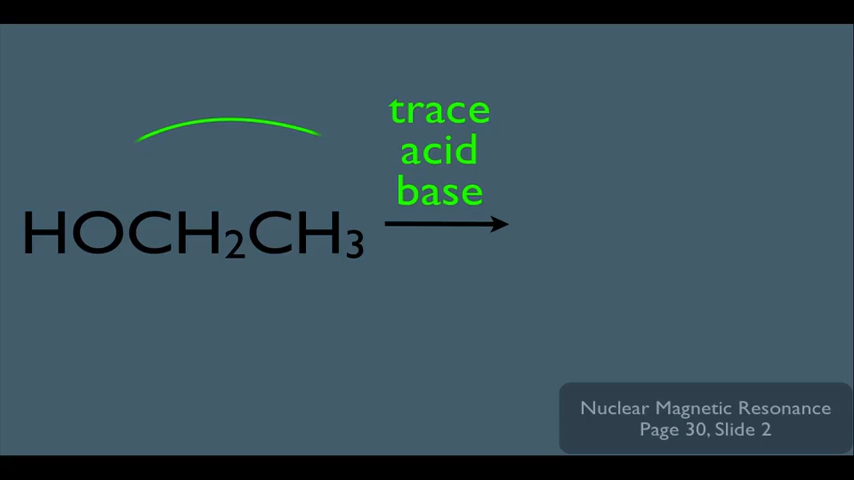 trace
acid
base
HOCH₂CH₃
Nuclear Magnetic Resonance
Page 30, Slide 2